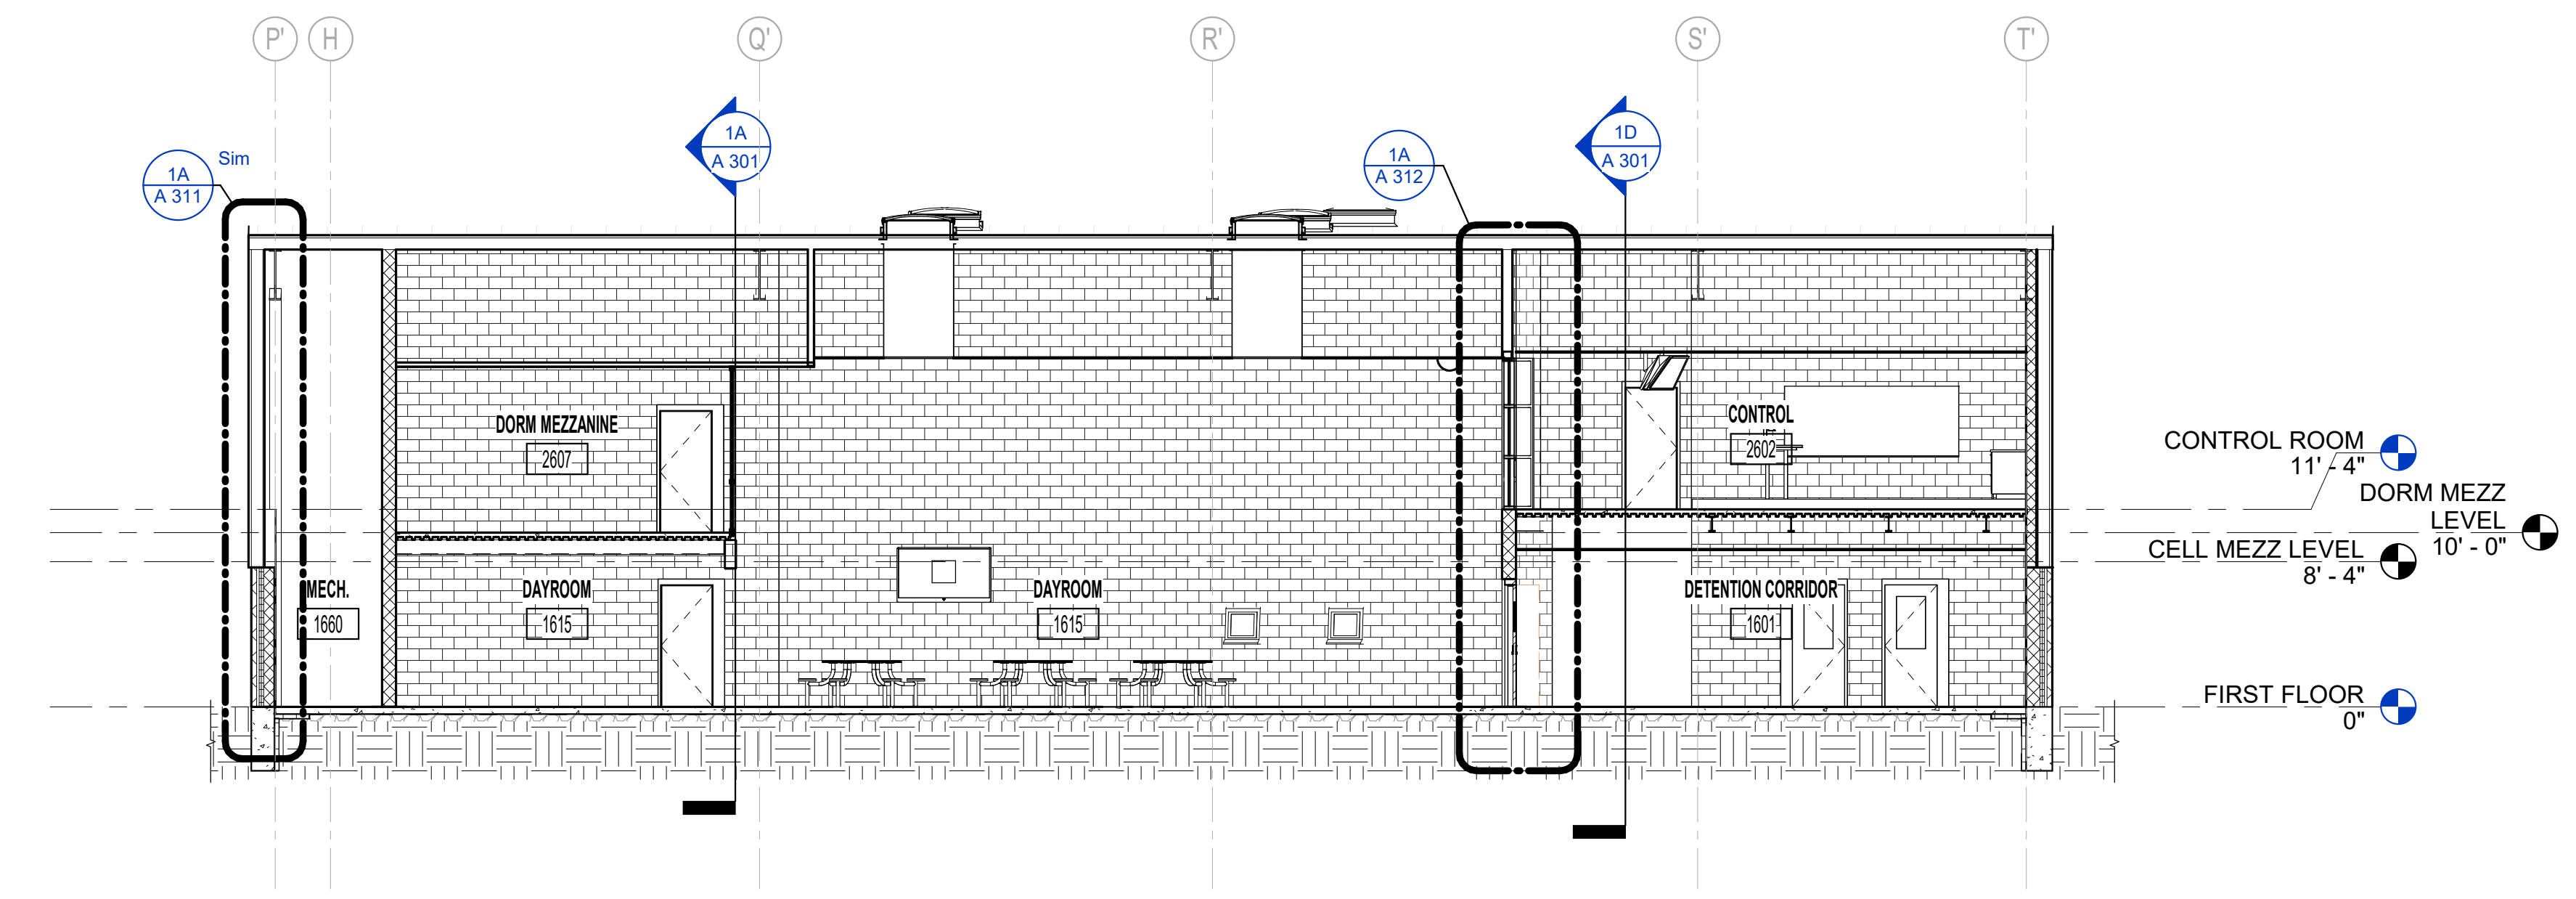 P'
H
Q'
R'
S'
T'
1A
A 301
1D
A 301
1A
A 312
Sim
1A
A 311
DORM MEZZANINE
2607
CONTROL
2602
CONTROL ROOM
11' - 4"
DORM MEZZ
LEVEL
10' - 0"
CELL MEZZ LEVEL
8' - 4"
MECH.
1660
DAYROOM
1615
DAYROOM
1615
DETENTION CORRIDOR
1601
FIRST FLOOR
0"